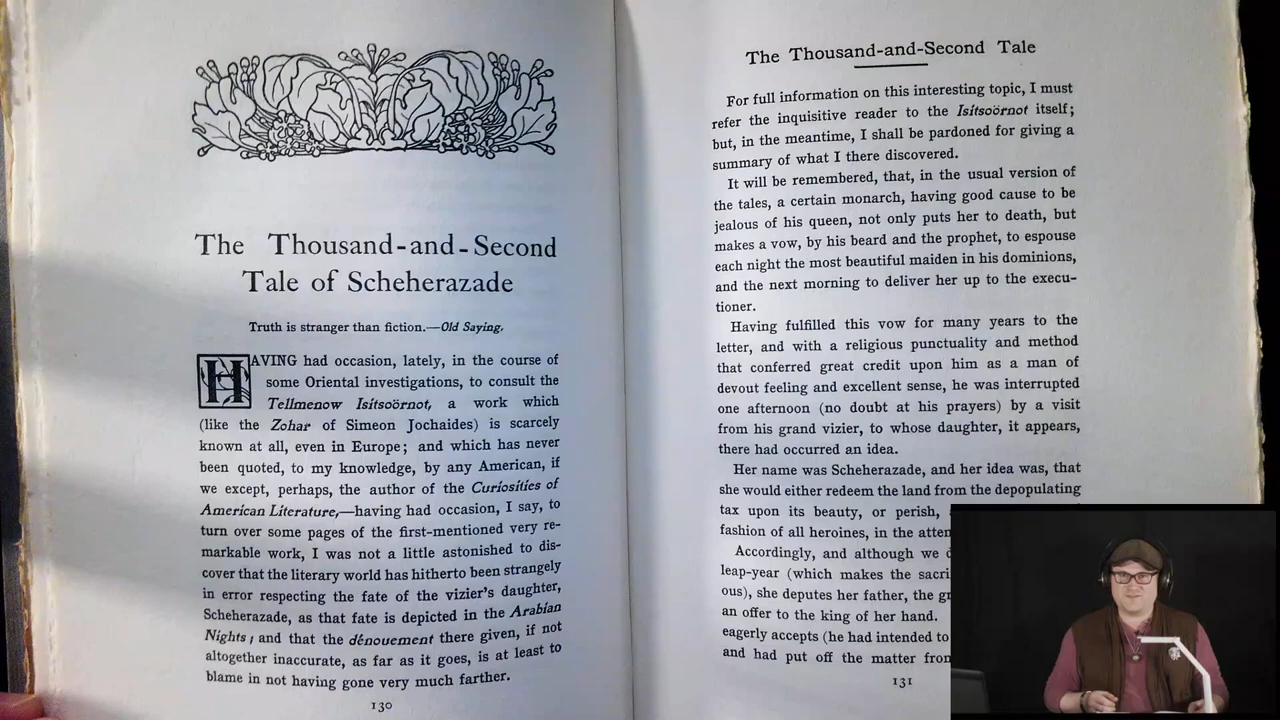 The Thousand-and-Second
Tale of Scheherazade
Truth is stranger than fiction.—Old Saying.
HAVING had occasion, lately, in the course of
some Oriental investigations, to consult the
Tellmenow Isítsoörnot, a work which
(like the Zohar of Simeon Jochaides) is scarcely
known at all, even in Europe; and which has never
been quoted, to my knowledge, by any American, if
we except, perhaps, the author of the Curiosities of
American Literature,—having had occasion, I say, to
turn over some pages of the first-mentioned very re-
markable work, I was not a little astonished to dis-
cover that the literary world has hitherto been strangely
in error respecting the fate of the vizier's daughter,
Scheherazade, as that fate is depicted in the Arabian
Nights; and that the dénouement there given, if not
altogether inaccurate, as far as it goes, is at least to
blame in not having gone very much farther.
130
The Thousand-and-Second Tale
For full information on this interesting topic, I must
refer the inquisitive reader to the Isítsoörnot itself;
but, in the meantime, I shall be pardoned for giving a
summary of what I there discovered.
It will be remembered, that, in the usual version of
the tales, a certain monarch, having good cause to be
jealous of his queen, not only puts her to death, but
makes a vow, by his beard and the prophet, to espouse
each night the most beautiful maiden in his dominions,
and the next morning to deliver her up to the execu-
tioner.
Having fulfilled this vow for many years to the
letter, and with a religious punctuality and method
that conferred great credit upon him as a man of
devout feeling and excellent sense, he was interrupted
one afternoon (no doubt at his prayers) by a visit
from his grand vizier, to whose daughter, it appears,
there had occurred an idea.
Her name was Scheherazade, and her idea was, that
she would either redeem the land from the depopulating
tax upon its beauty, or perish,
fashion of all heroines, in the
Accordingly, and although we
leap-year (which makes the
ous), she deputes her father, the
an offer to the king of her hand.
eagerly accepts (he had intended to
and had put off the matter
131